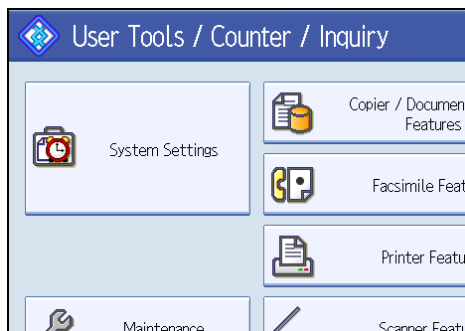 User Tools / Counter / Inquiry
System Settings
Copier / Documen
Features
Facsimile Feat
Printer Featu
Maintenance
Scanner Featu